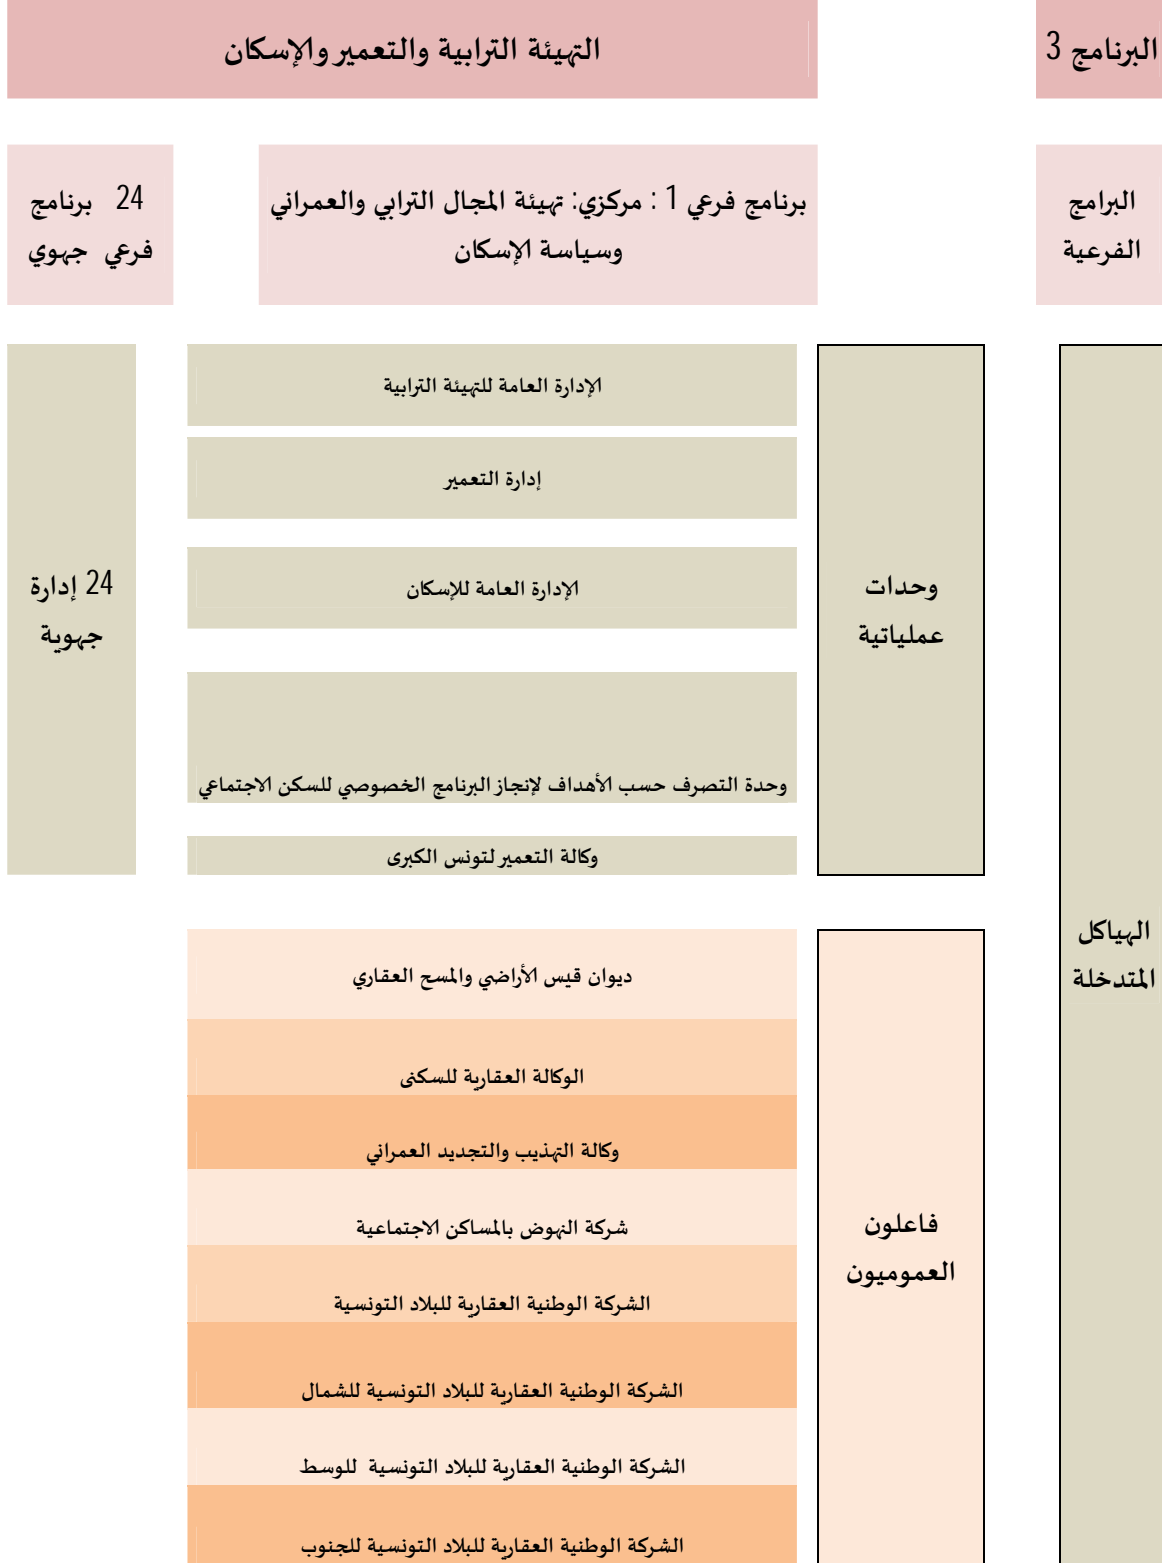 البرنامج 3
التهيئة الترابية والتعمير والإسكان
البرامج
الفرعية
برنامج فرعي 1 : مركزي: تهيئة المجال الترابي والعمراني
وسياسة الإسكان
24 برنامج
فرعي جهوي
الهياكل
المتدخلة
وحدات
عملياتية
الإدارة العامة للتهيئة الترابية
إدارة التعمير
الإدارة العامة للإسكان
وحدة التصرف حسب الأهداف لإنجاز البرنامج الخصوصي للسكن الاجتماعي
وكالة التعمير لتونس الكبرى
24 إدارة
جهوية
فاعلون
العموميون
ديوان قيس الأراضي والمسح العقاري
الوكالة العقارية للسكنى
وكالة التهذيب والتجديد العمراني
شركة النهوض بالمساكن الاجتماعية
الشركة الوطنية العقارية للبلاد التونسية
الشركة الوطنية العقارية للبلاد التونسية للشمال
الشركة الوطنية العقارية للبلاد التونسية للوسط
الشركة الوطنية العقارية للبلاد التونسية للجنوب